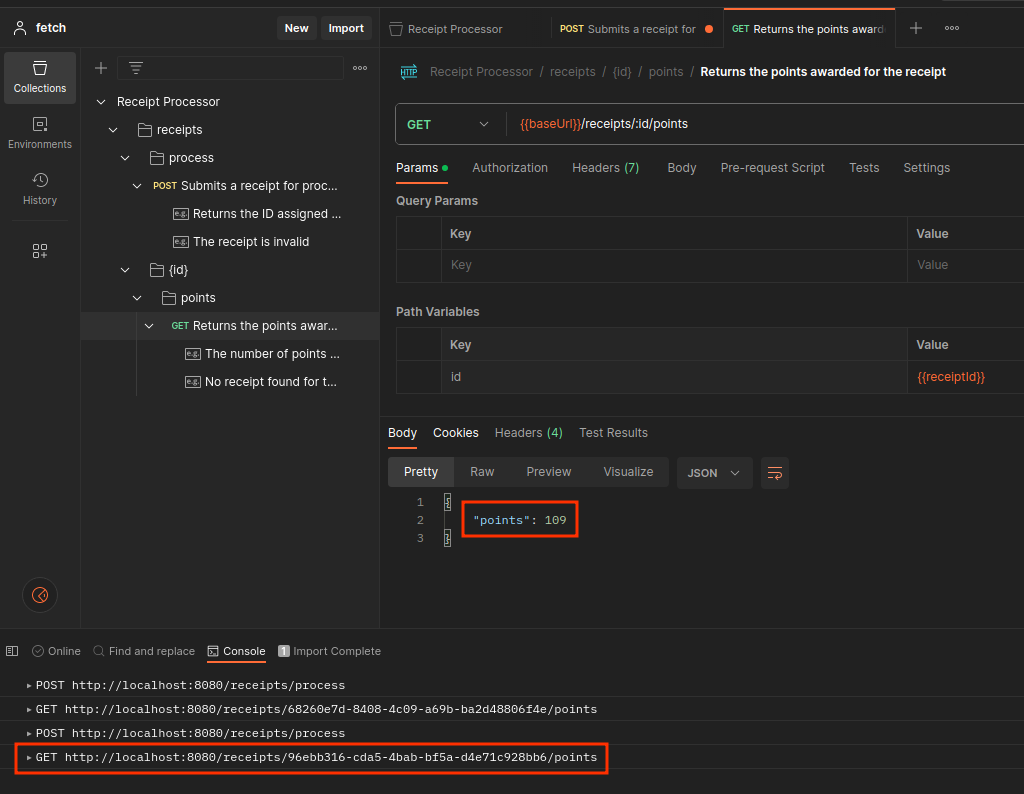 fetch
New
Import
Receipt Processor
POST Submits a receipt for
GET Returns the points award
Collections
Environments
History
Receipt Processor
receipts
process
POST Submits a receipt for proc...
e.g. Returns the ID assigned ...
e.g. The receipt is invalid
{id}
points
GET Returns the points awar...
e.g. The number of points ...
e.g. No receipt found for t...
HTTP Receipt Processor / receipts / {id} / points / Returns the points awarded for the receipt
GET {{baseUrl}}/receipts/:id/points
Params Authorization Headers (7) Body Pre-request Script Tests Settings
Query Params
Key Value
Key Value
Path Variables
Key Value
id {{receiptId}}
Body Cookies Headers (4) Test Results
Pretty Raw Preview Visualize JSON
1 {
2 "points": 109
3 }
Online Find and replace Console 1 Import Complete
POST http://localhost:8080/receipts/process
GET http://localhost:8080/receipts/68260e7d-8408-4c09-a69b-ba2d48806f4e/points
POST http://localhost:8080/receipts/process
GET http://localhost:8080/receipts/96ebb316-cda5-4bab-bf5a-d4e71c928bb6/points